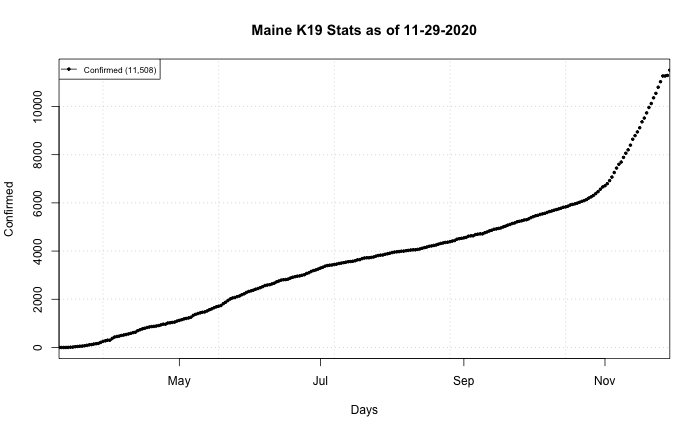 Maine K19 Stats as of 11-29-2020
Confirmed (11,508)
Confirmed
10000
8000
6000
4000
2000
0
May Jul Sep Nov
Days